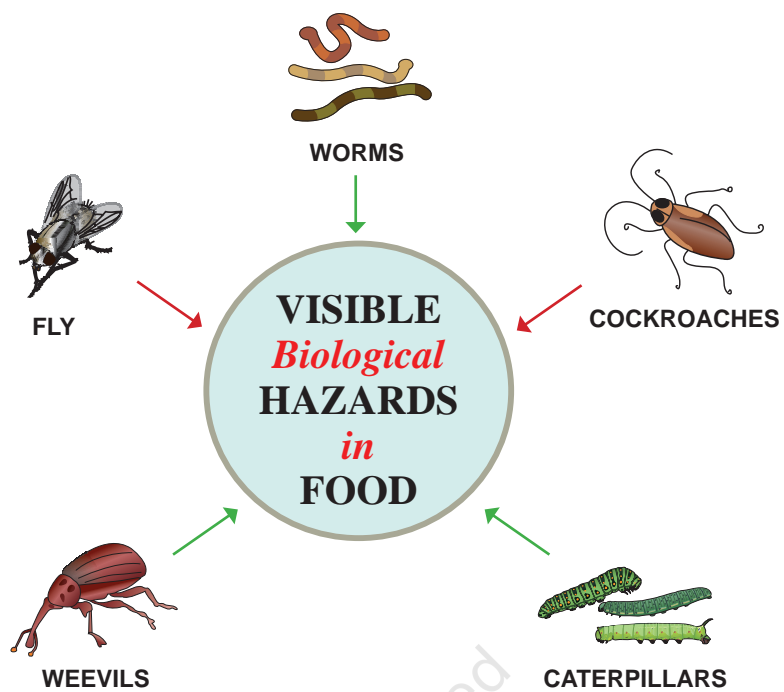 WORMS
FLY
COCKROACHES
VISIBLE
Biological
HAZARDS
in
FOOD
WEEVILS
CATERPILLARS